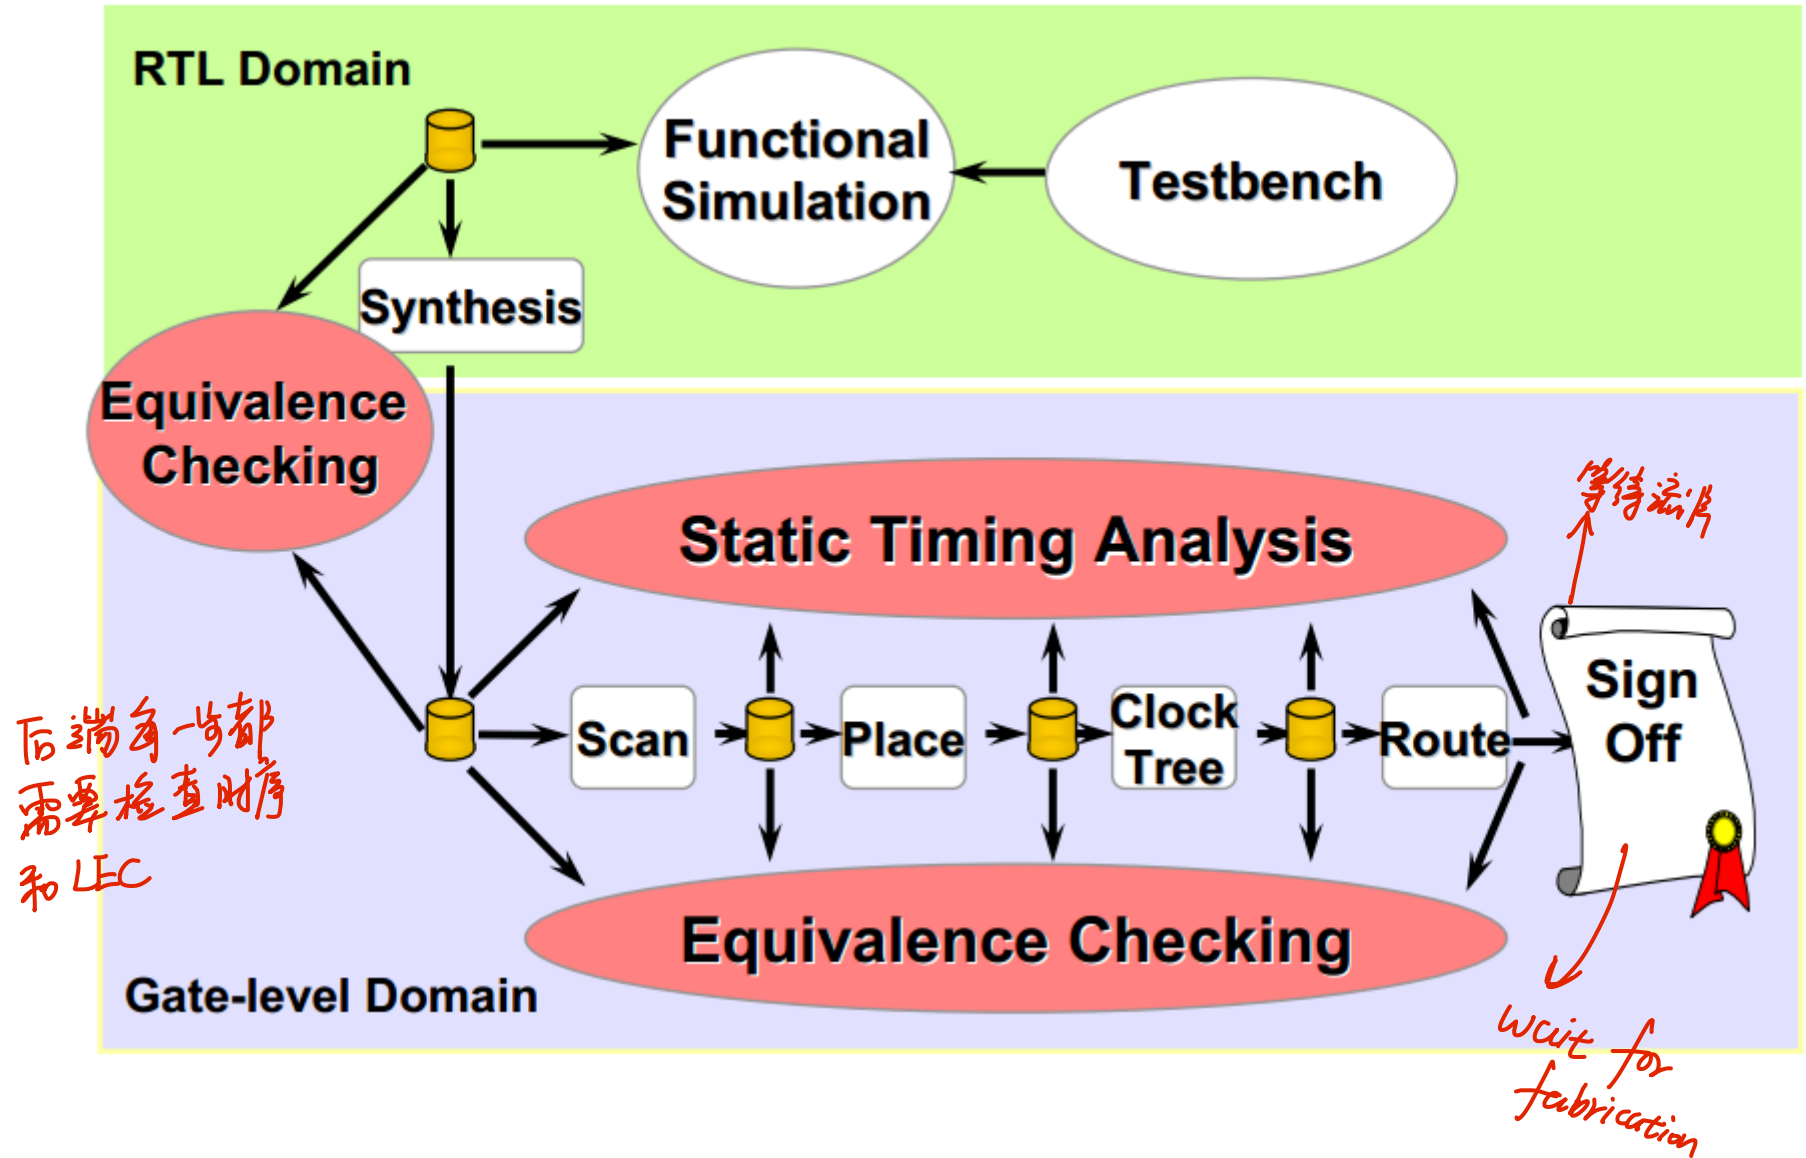 RTL Domain
Functional
Simulation
Testbench
Synthesis
Equivalence
Checking
Static Timing Analysis
等待流片
Scan
Place
Clock
Tree
Route
Sign
Off
后端每一步都
需要检查时序
和 LEC
Equivalence Checking
Gate-level Domain
wait for
fabrication